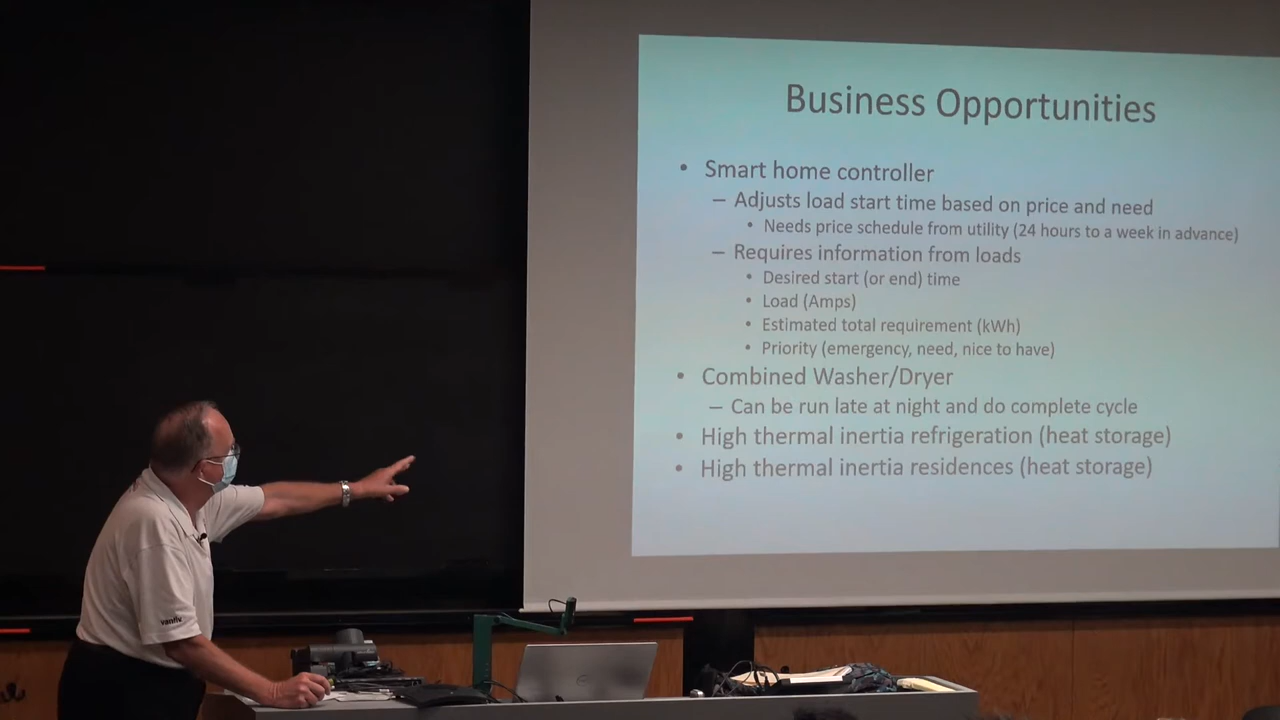 Business Opportunities
• Smart home controller
– Adjusts load start time based on price and need
• Needs price schedule from utility (24 hours to a week in advance)
– Requires information from loads
• Desired start (or end) time
• Load (Amps)
• Estimated total requirement (kWh)
• Priority (emergency, need, nice to have)
• Combined Washer/Dryer
– Can be run late at night and do complete cycle
• High thermal inertia refrigeration (heat storage)
• High thermal inertia residences (heat storage)